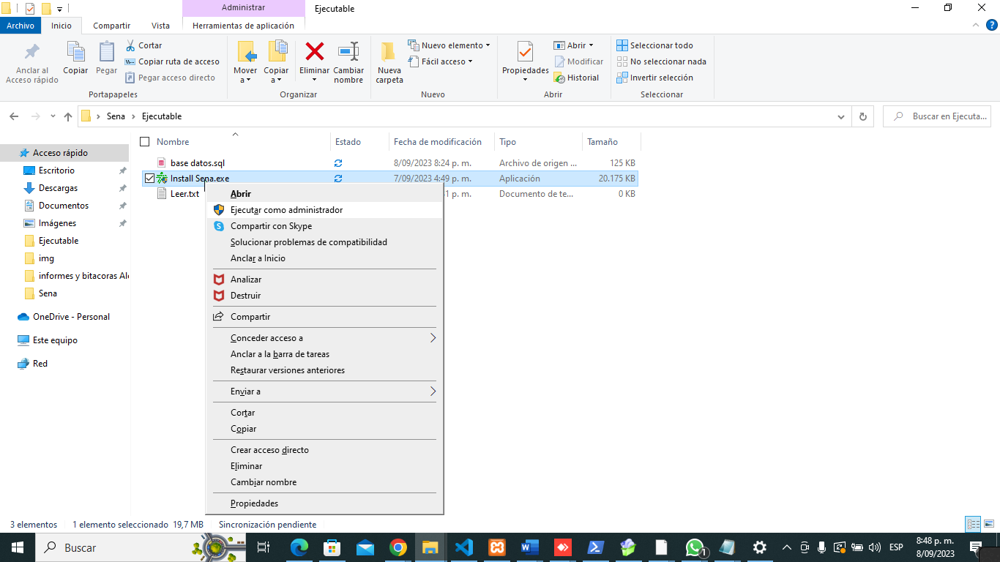 Administrar
Ejecutable
Archivo
Inicio
Compartir
Vista
Herramientas de aplicación
Anclar al
Acceso rápido
Copiar
Pegar
Cortar
Copiar ruta de acceso
Pegar acceso directo
Portapapeles
Mover
a
Copiar
a
Eliminar
Cambiar
nombre
Organizar
Nueva
carpeta
Nuevo elemento
Fácil acceso
Nuevo
Propiedades
Abrir
Modificar
Historial
Abrir
Seleccionar todo
No seleccionar nada
Invertir selección
Seleccionar
Sena
Ejecutable
Buscar en Ejecuta...
Nombre
Estado
Fecha de modificación
Tipo
Tamaño
base datos.sql
8/09/2023 8:24 p. m.
Archivo de origen ...
125 KB
Install Sena.exe
7/09/2023 4:49 p. m.
Aplicación
20.175 KB
Leer.txt
1 p. m.
Documento de te...
0 KB
Acceso rápido
Escritorio
Descargas
Documentos
Imágenes
Ejecutable
img
informes y bitacoras Al
Sena
OneDrive - Personal
Este equipo
Red
Abrir
Ejecutar como administrador
Compartir con Skype
Solucionar problemas de compatibilidad
Anclar a Inicio
Analizar
Destruir
Compartir
Conceder acceso a
Anclar a la barra de tareas
Restaurar versiones anteriores
Enviar a
Cortar
Copiar
Crear acceso directo
Eliminar
Cambiar nombre
Propiedades
3 elementos
1 elemento seleccionado 19,7 MB
Sincronización pendiente
Buscar
1
ESP
8:48 p. m.
8/09/2023